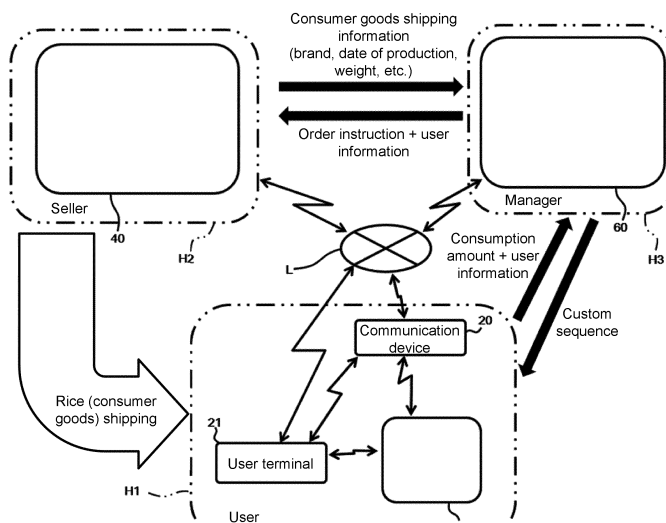 Consumer goods shipping
information
(brand, date of production,
weight, etc.)
Order instruction + user
information
Seller
40
H2
Manager
60
H3
L
Consumption
amount + user
information
Custom
sequence
20
Communication
device
Rice (consumer
goods) shipping
21
User terminal
H1
User